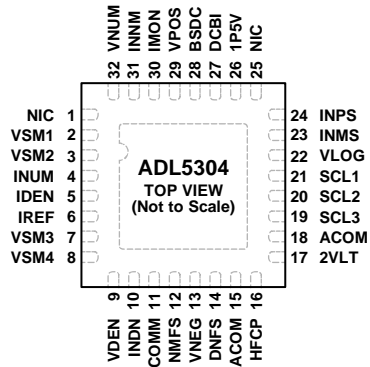 VNUM INNM IMON VPOS BSDC DCBI 1P5V NIC
32 31 30 29 28 27 26 25
NIC 1
VSM1 2
VSM2 3
INUM 4
IDEN 5
IREF 6
VSM3 7
VSM4 8
ADL5304
TOP VIEW
(Not to Scale)
24 INPS
23 INMS
22 VLOG
21 SCL1
20 SCL2
19 SCL3
18 ACOM
17 2VLT
9 10 11 12 13 14 15 16
VDEN INDN COMM NMFS VNEG DNFS ACOM HFCP